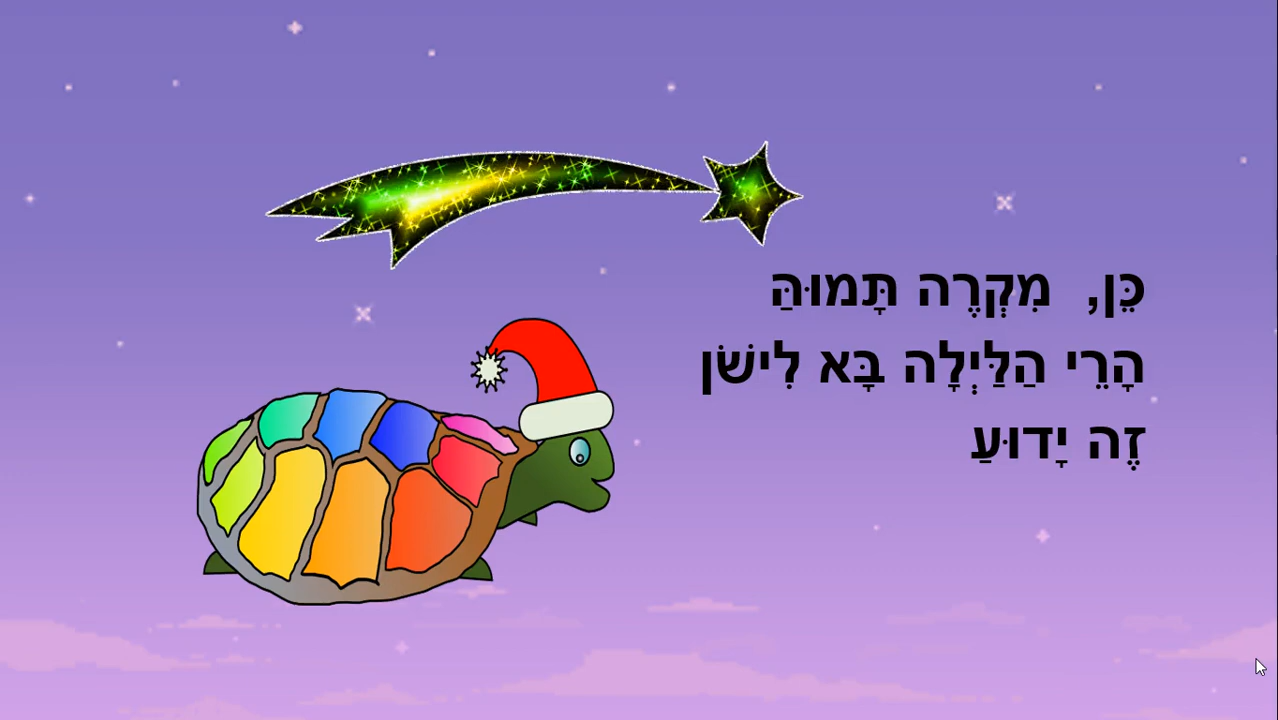 כֵּן,  מִקְרֶה תָּמוּהַּ
הָרֵי הַלַּיְלָה בָּא לִישֹׁן
זֶה יָדוּעַ